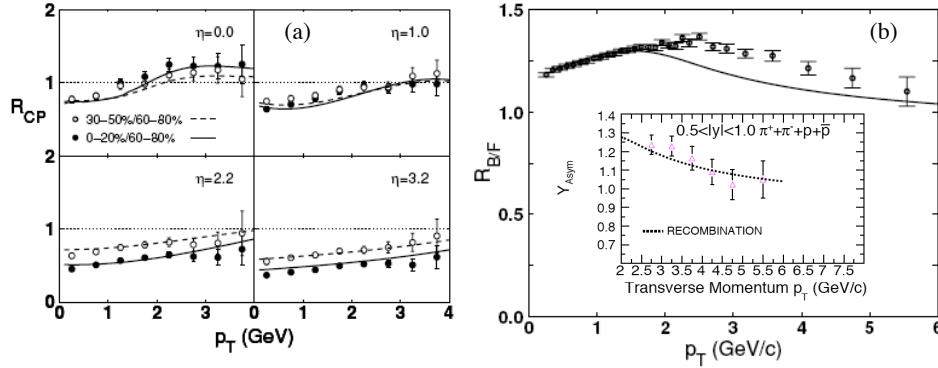 (a)
η=0.0
η=1.0
R_CP
30–50%/60–80%
0–20%/60–80%
η=2.2
η=3.2
2
1
0
2
1
0
0 1 2 3 0 1 2 3 4
p_T (GeV)
(b)
1.5
1.0
0.5
0.0
R_B/F
0 1 2 3 4 5 6
p_T (GeV/c)
0.5<|y|<1.0 π⁺+π⁻+p+p̅
Y_Asym
1.4
1.3
1.2
1.1
1.0
0.9
0.8
0.7
RECOMBINATION
2 2.5 3 3.5 4 4.5 5 5.5 6 6.5 7 7.5
Transverse Momentum p_T (GeV/c)